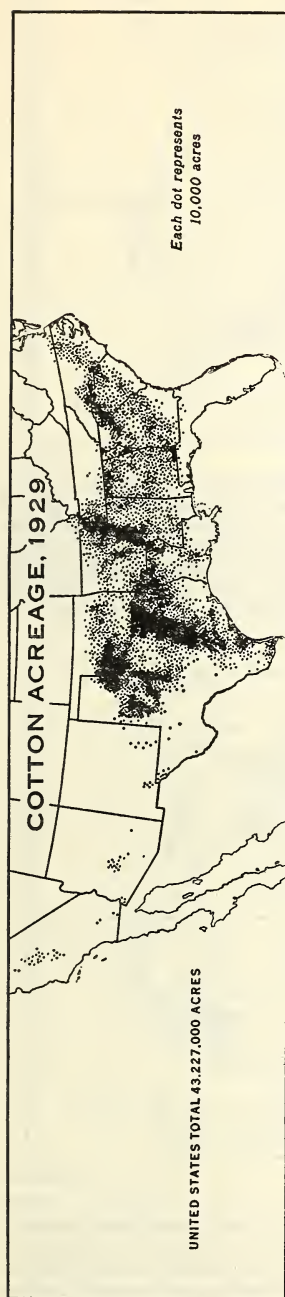 COTTON ACREAGE, 1929
Each dot represents
10,000 acres
UNITED STATES TOTAL 43,227,000 ACRES